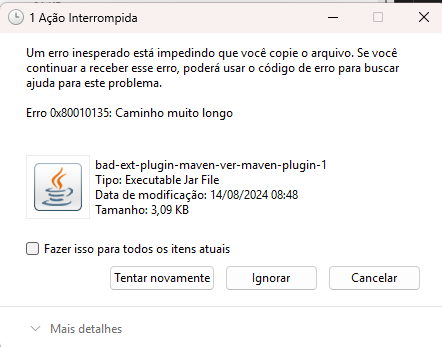 1 Ação Interrompida
Um erro inesperado está impedindo que você copie o arquivo. Se você
continuar a receber esse erro, poderá usar o código de erro para buscar
ajuda para este problema.
Erro 0x80010135: Caminho muito longo
bad-ext-plugin-maven-ver-maven-plugin-1
Tipo: Executable Jar File
Data de modificação: 14/08/2024 08:48
Tamanho: 3,09 KB
Fazer isso para todos os itens atuais
Tentar novamente
Ignorar
Cancelar
Mais detalhes